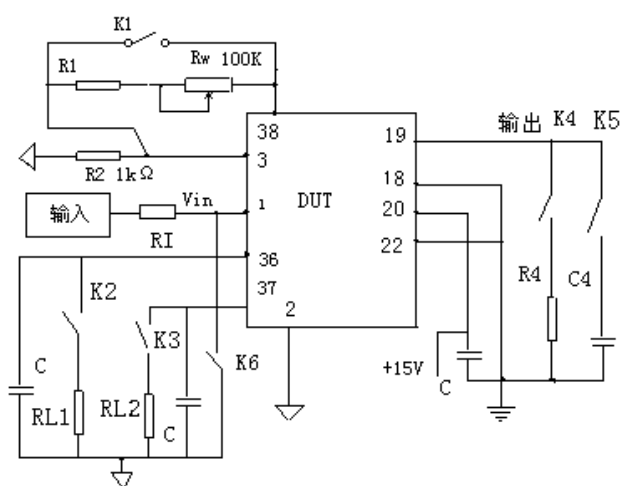 K1
R1
Rw 100K
38
3
R2 1kΩ
输入
RI
Vin
1
DUT
36
37
2
19
18
20
22
输出
K4
K5
R4
C4
+15V
C
K2
K3
K6
C
RL1
RL2
C